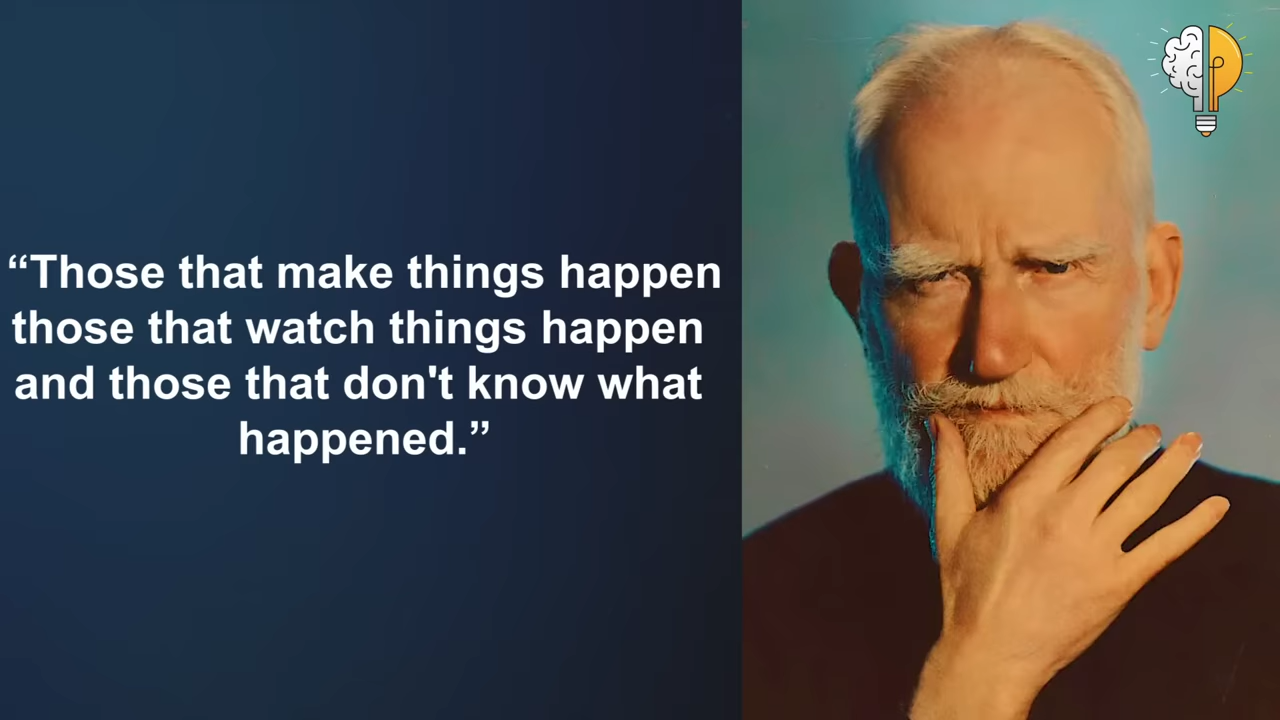 “Those that make things happen
those that watch things happen
and those that don't know what
happened.”